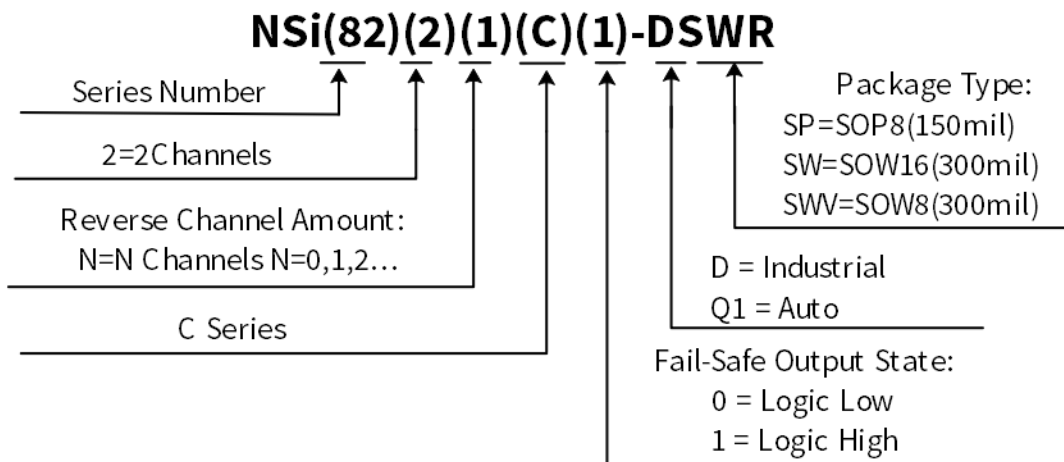 NSi(82)(2)(1)(C)(1)-DSWR
Series Number
2=2Channels
Reverse Channel Amount:
N=N Channels N=0,1,2…
C Series
Package Type:
SP=SOP8(150mil)
SW=SOW16(300mil)
SWV=SOW8(300mil)
D = Industrial
Q1 = Auto
Fail-Safe Output State:
0 = Logic Low
1 = Logic High